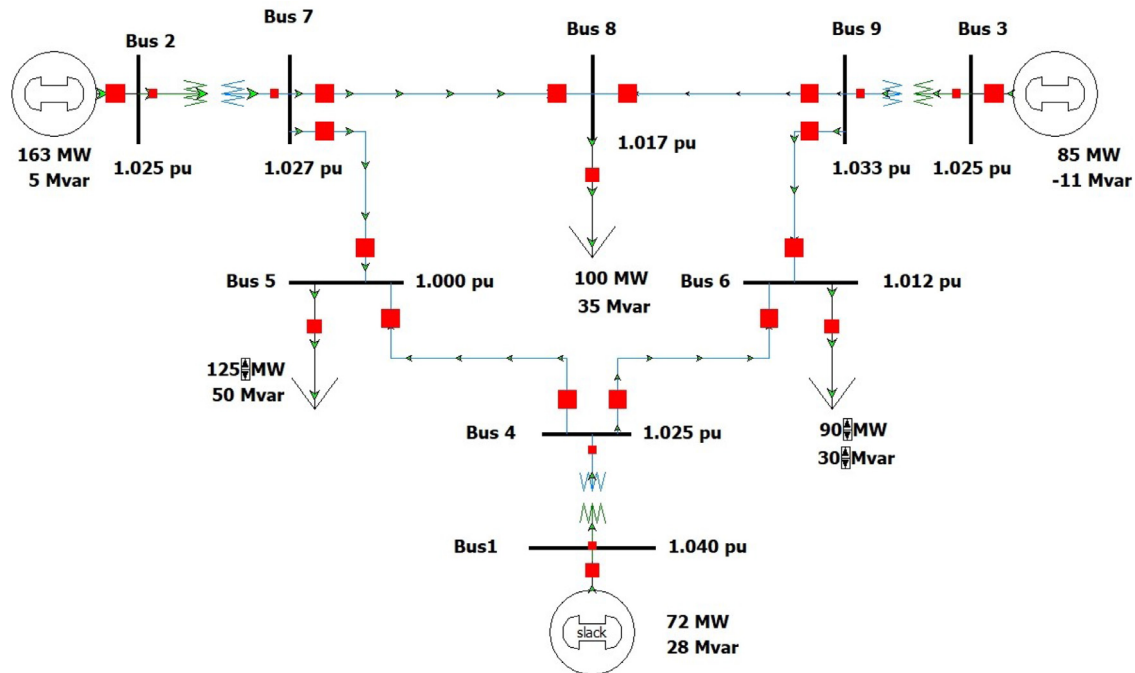 Bus 7
Bus 8
Bus 9
Bus 3
Bus 2
163 MW
5 Mvar
1.025 pu
1.027 pu
1.017 pu
1.033 pu
1.025 pu
85 MW
-11 Mvar
Bus 5
1.000 pu
100 MW
35 Mvar
Bus 6
1.012 pu
125 MW
50 Mvar
Bus 4
1.025 pu
90 MW
30 Mvar
Bus1
1.040 pu
slack
72 MW
28 Mvar